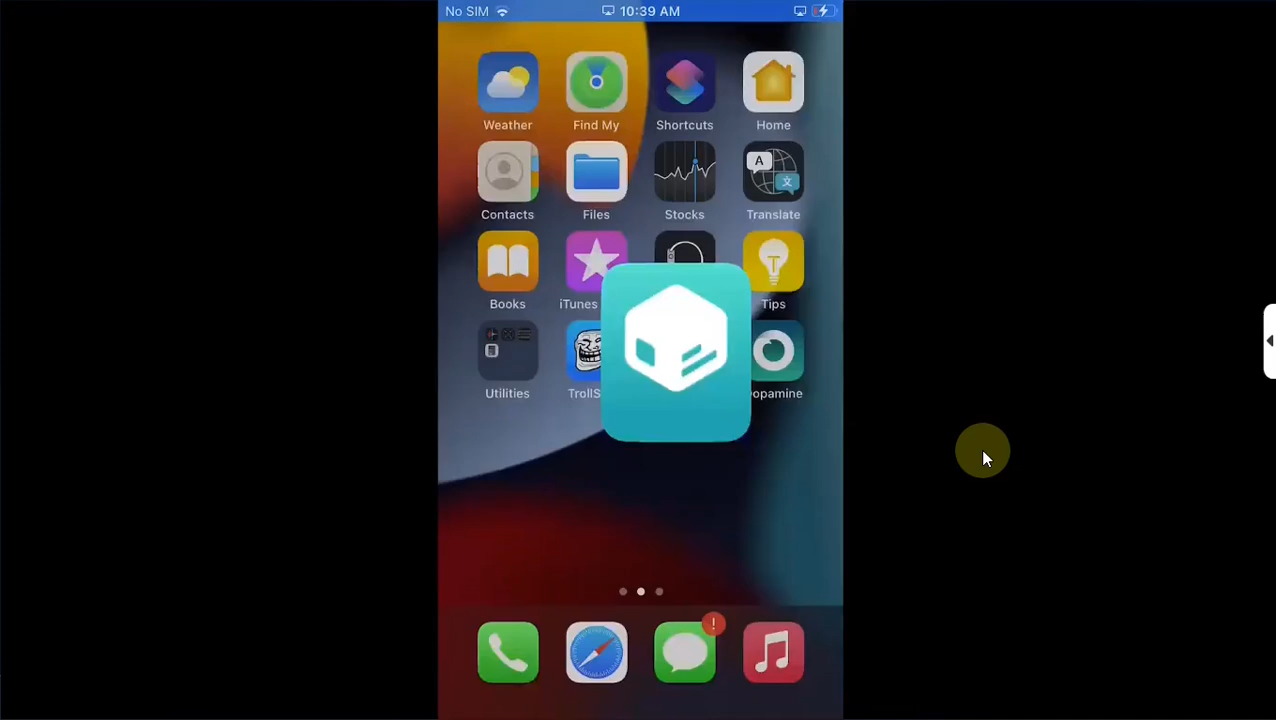 No SIM 10:39 AM
Weather Find My Shortcuts Home
A
文
Contacts Files Stocks Translate
Books iTunes Tips
Utilities TrollS opamine
!